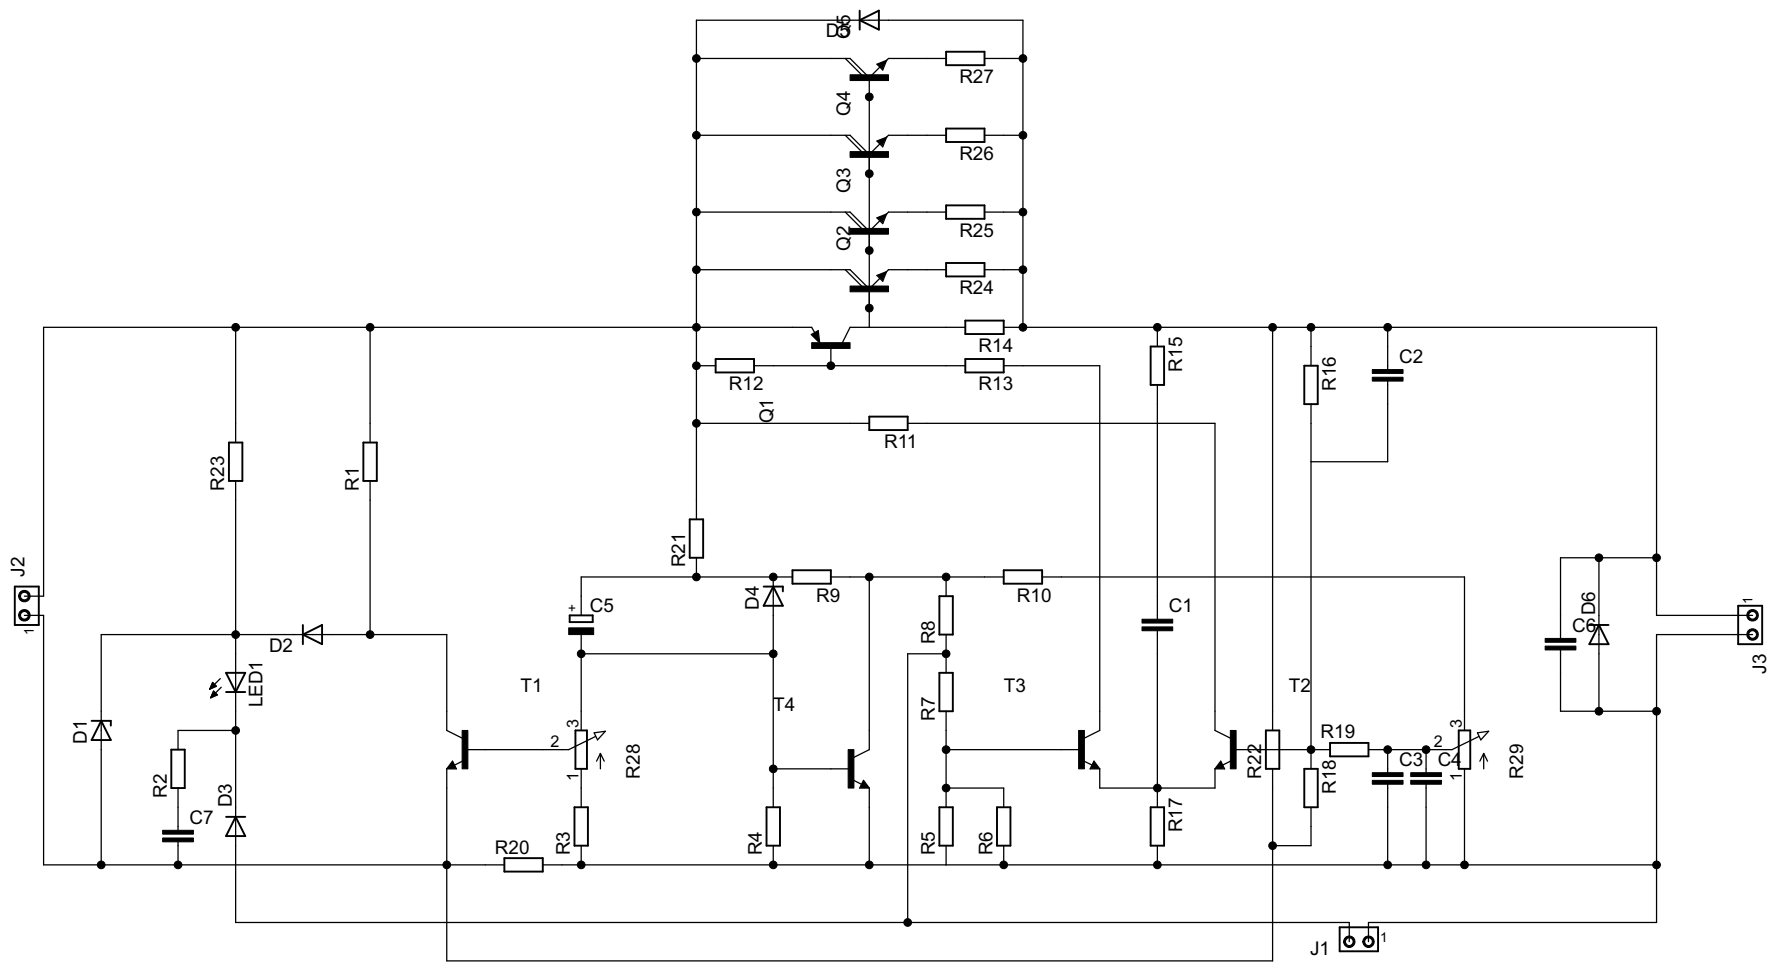 D5
Q5
R27
Q4
R26
Q3
R25
Q2
R24
R14
R15
R12
R13
R16
C2
Q1
R11
R23
R1
R21
J2
1
D4
R9
+
C5
R10
C1
R8
D6
C6
1
J3
D2
LED1
T1
T4
R7
T3
T2
D1
3
2
1
R28
R19
R22
R18
C3
C4
3
2
1
R29
R2
C7
D3
R3
R4
R5
R6
R17
R20
J1
1